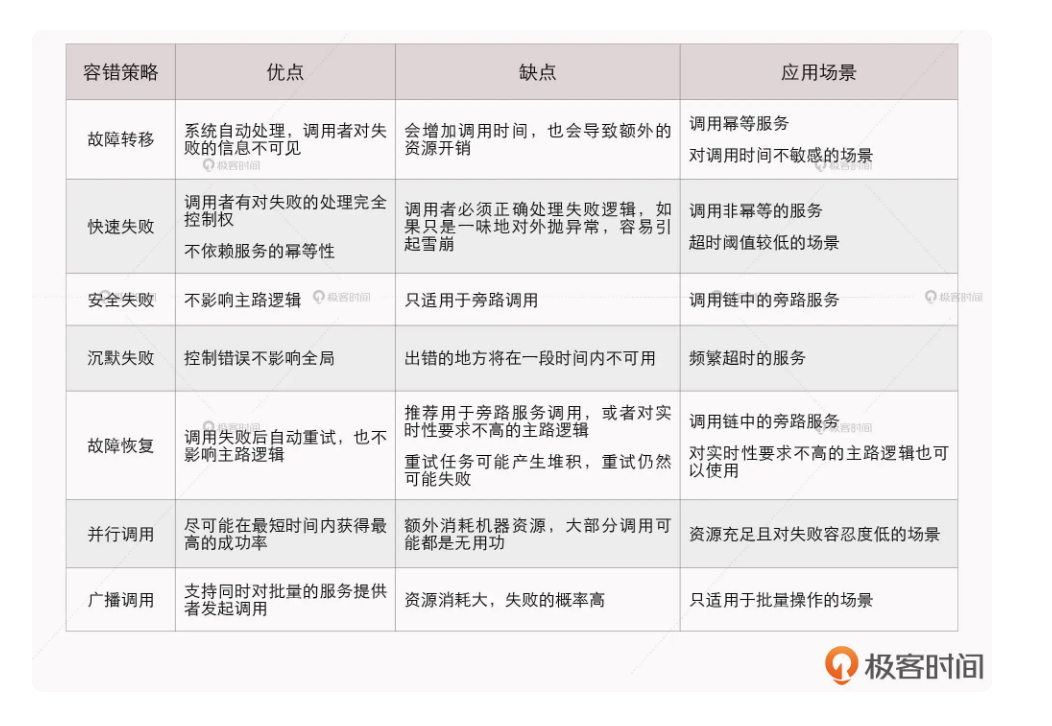 容错策略 优点 缺点 应用场景
故障转移
系统自动处理，调用者对失
败的信息不可见
会增加调用时间，也会导致额外的
资源开销
调用幂等服务
对调用时间不敏感的场景
快速失败
调用者有对失败的处理完全
控制权
不依赖服务的幂等性
调用者必须正确处理失败逻辑，如
果只是一味地对外抛异常，容易引
起雪崩
调用非幂等的服务
超时阈值较低的场景
安全失败
不影响主路逻辑
只适用于旁路调用
调用链中的旁路服务
沉默失败
控制错误不影响全局
出错的地方将在一段时间内不可用
频繁超时的服务
故障恢复
调用失败后自动重试，也不
影响主路逻辑
推荐用于旁路服务调用，或者对实
时性要求不高的主路逻辑
重试任务可能产生堆积，重试仍然
可能失败
调用链中的旁路服务
对实时性要求不高的主路逻辑也可
以使用
并行调用
尽可能在最短时间内获得最
高的成功率
额外消耗机器资源，大部分调用可
能都是无用功
资源充足且对失败容忍度低的场景
广播调用
支持同时对批量的服务提供
者发起调用
资源消耗大，失败的概率高
只适用于批量操作的场景
极客时间